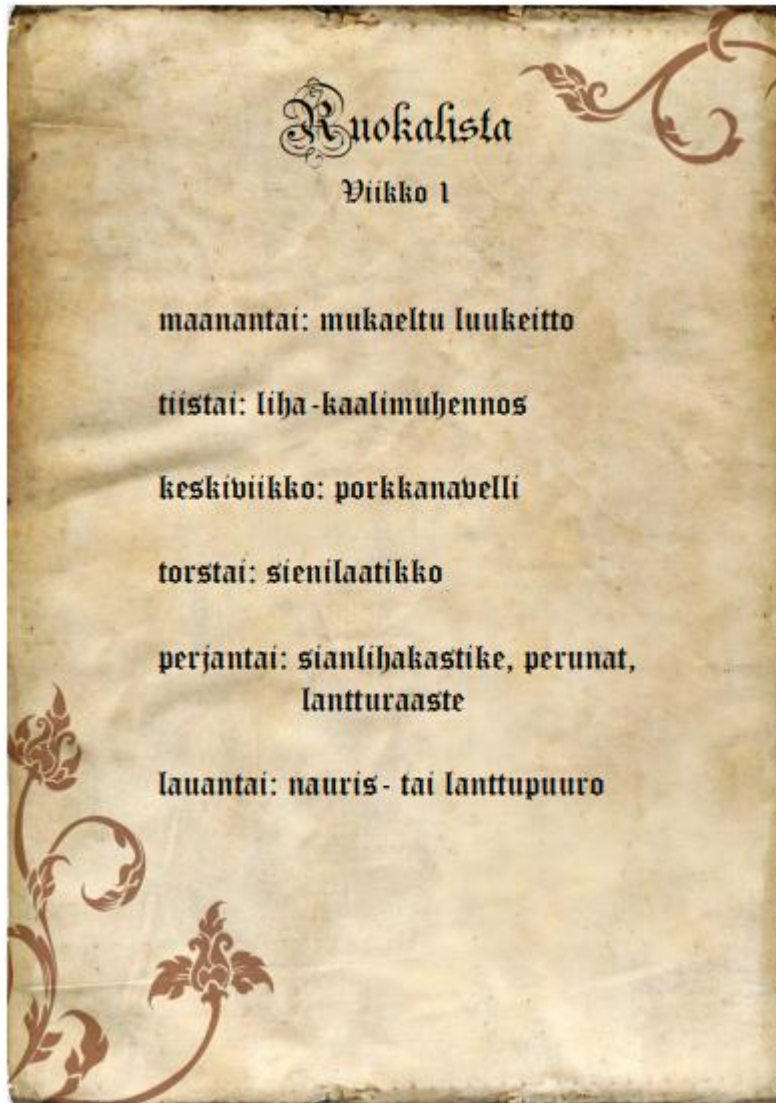 Ruokalista
Viikko 1
maanantai: mukaeltu luukeitto
tiistai: liha-kaalimuhennos
keskiviikko: porkkanavelli
torstai: sienilaatikko
perjantai: sianlihakastike, perunat,
lantturaaste
lauantai: nauris- tai lanttupuuro